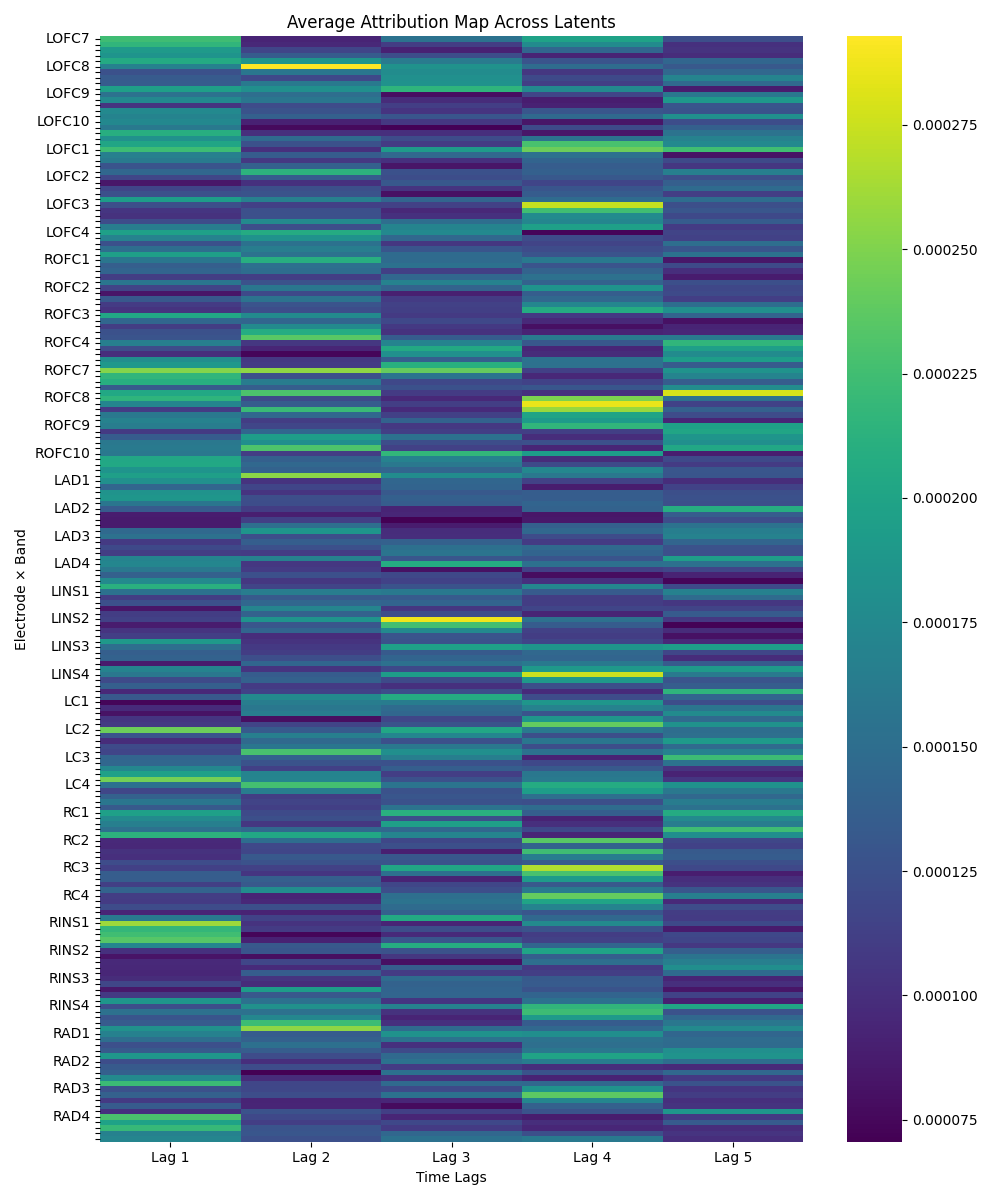 Average Attribution Map Across Latents
LOFC7
LOFC8
LOFC9
LOFC10
LOFC1
LOFC2
LOFC3
LOFC4
ROFC1
ROFC2
ROFC3
ROFC4
ROFC7
ROFC8
ROFC9
ROFC10
LAD1
LAD2
LAD3
LAD4
LINS1
LINS2
LINS3
LINS4
LC1
LC2
LC3
LC4
RC1
RC2
RC3
RC4
RINS1
RINS2
RINS3
RINS4
RAD1
RAD2
RAD3
RAD4
Electrode × Band
Lag 1
Lag 2
Lag 3
Lag 4
Lag 5
Time Lags
0.000275
0.000250
0.000225
0.000200
0.000175
0.000150
0.000125
0.000100
0.000075